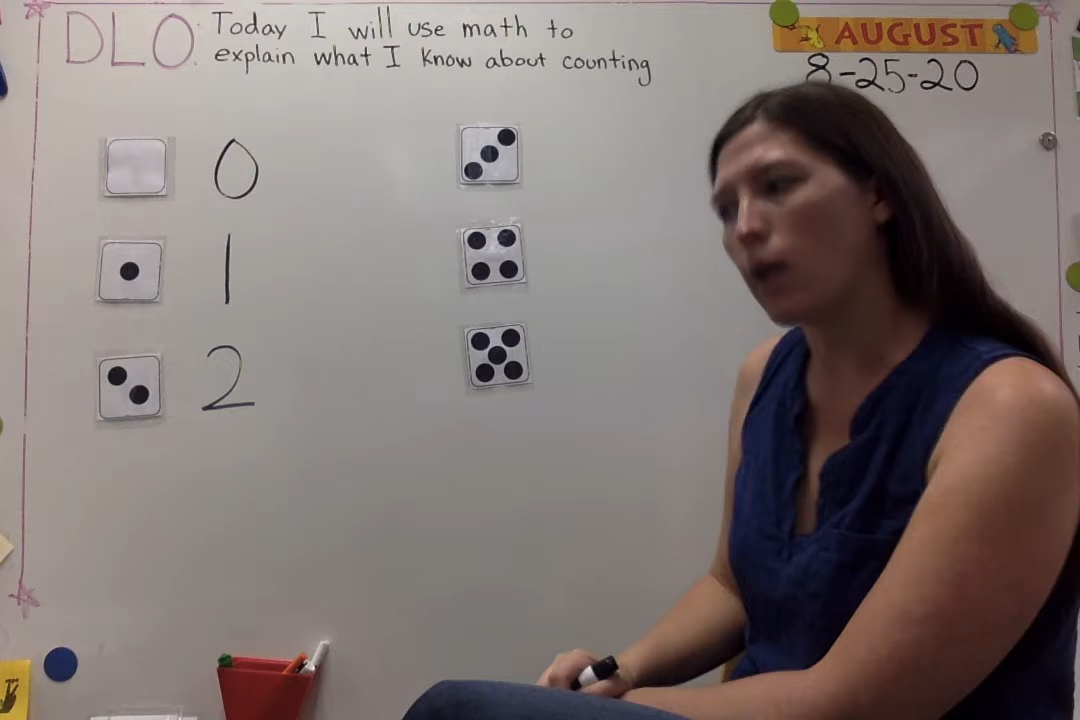 DLO: Today I will use math to
explain what I know about counting
AUGUST
8-25-20
0
1
2